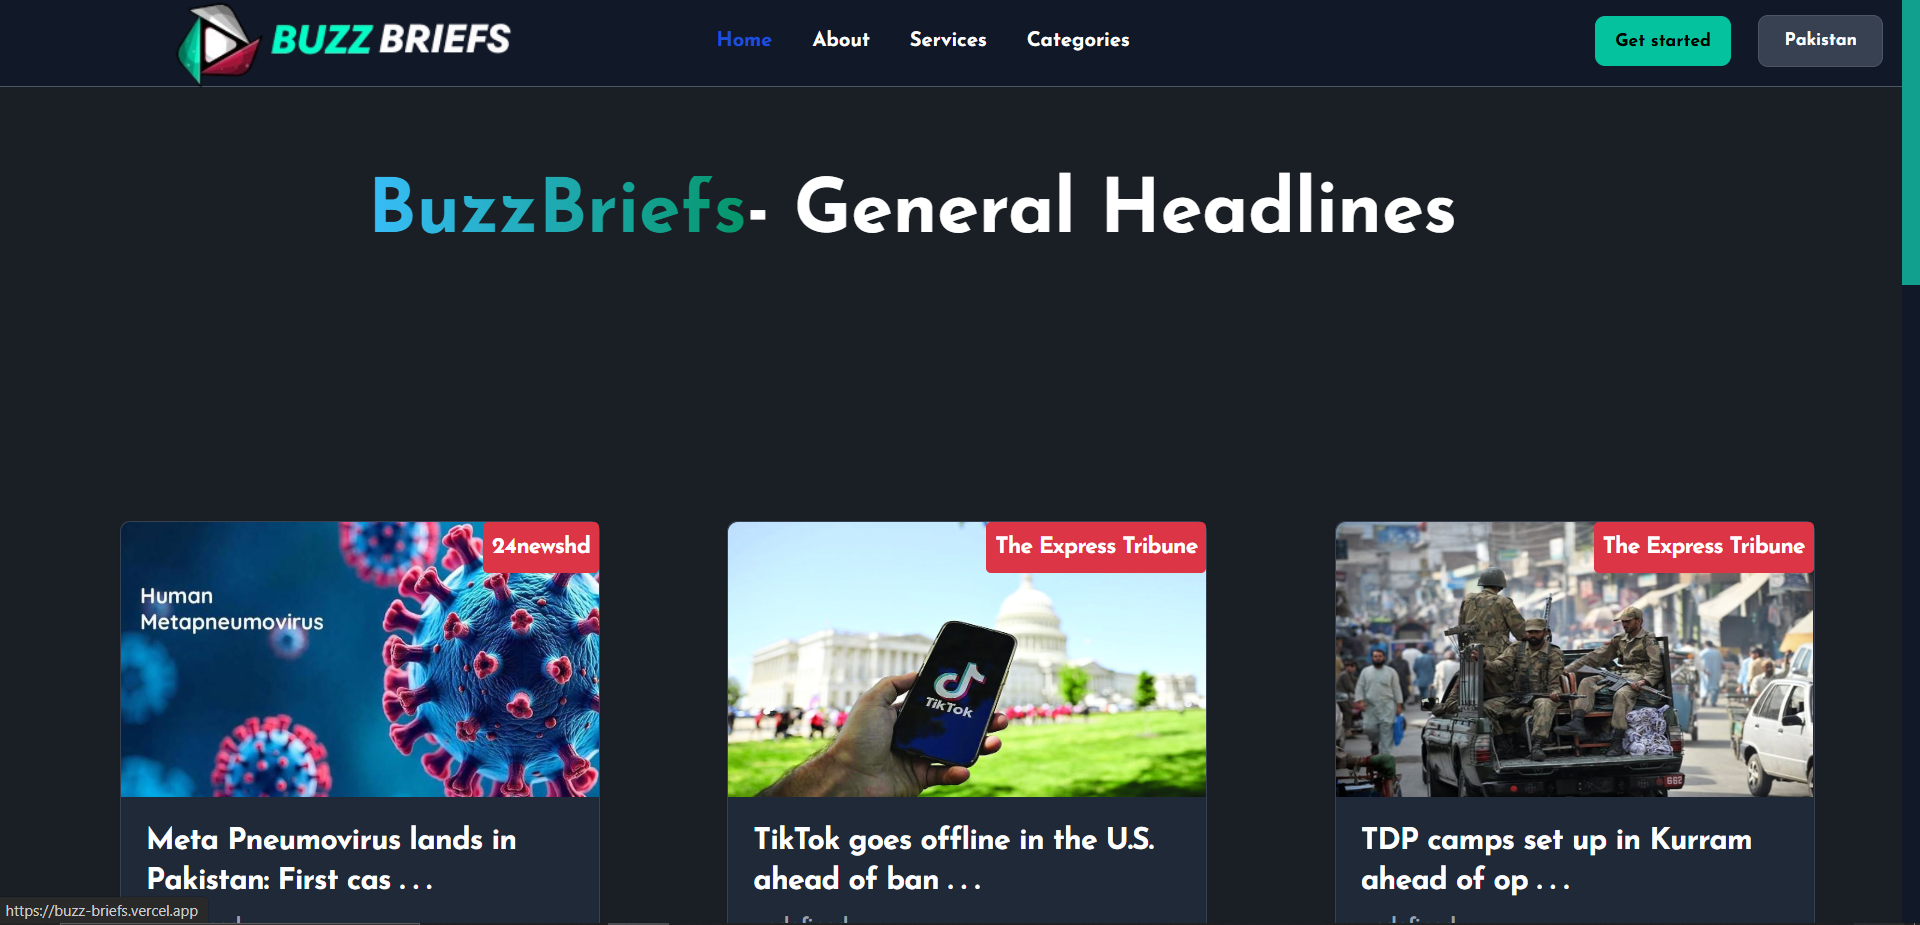 BUZZ BRIEFS
Home About Services Categories
Get started
Pakistan
BuzzBriefs- General Headlines
24newshd
Human
Metapneumovirus
Meta Pneumovirus lands in
Pakistan: First cas . . .
The Express Tribune
TikTok
TikTok goes offline in the U.S.
ahead of ban . . .
The Express Tribune
662
TDP camps set up in Kurram
ahead of op . . .
https://buzz-briefs.vercel.app